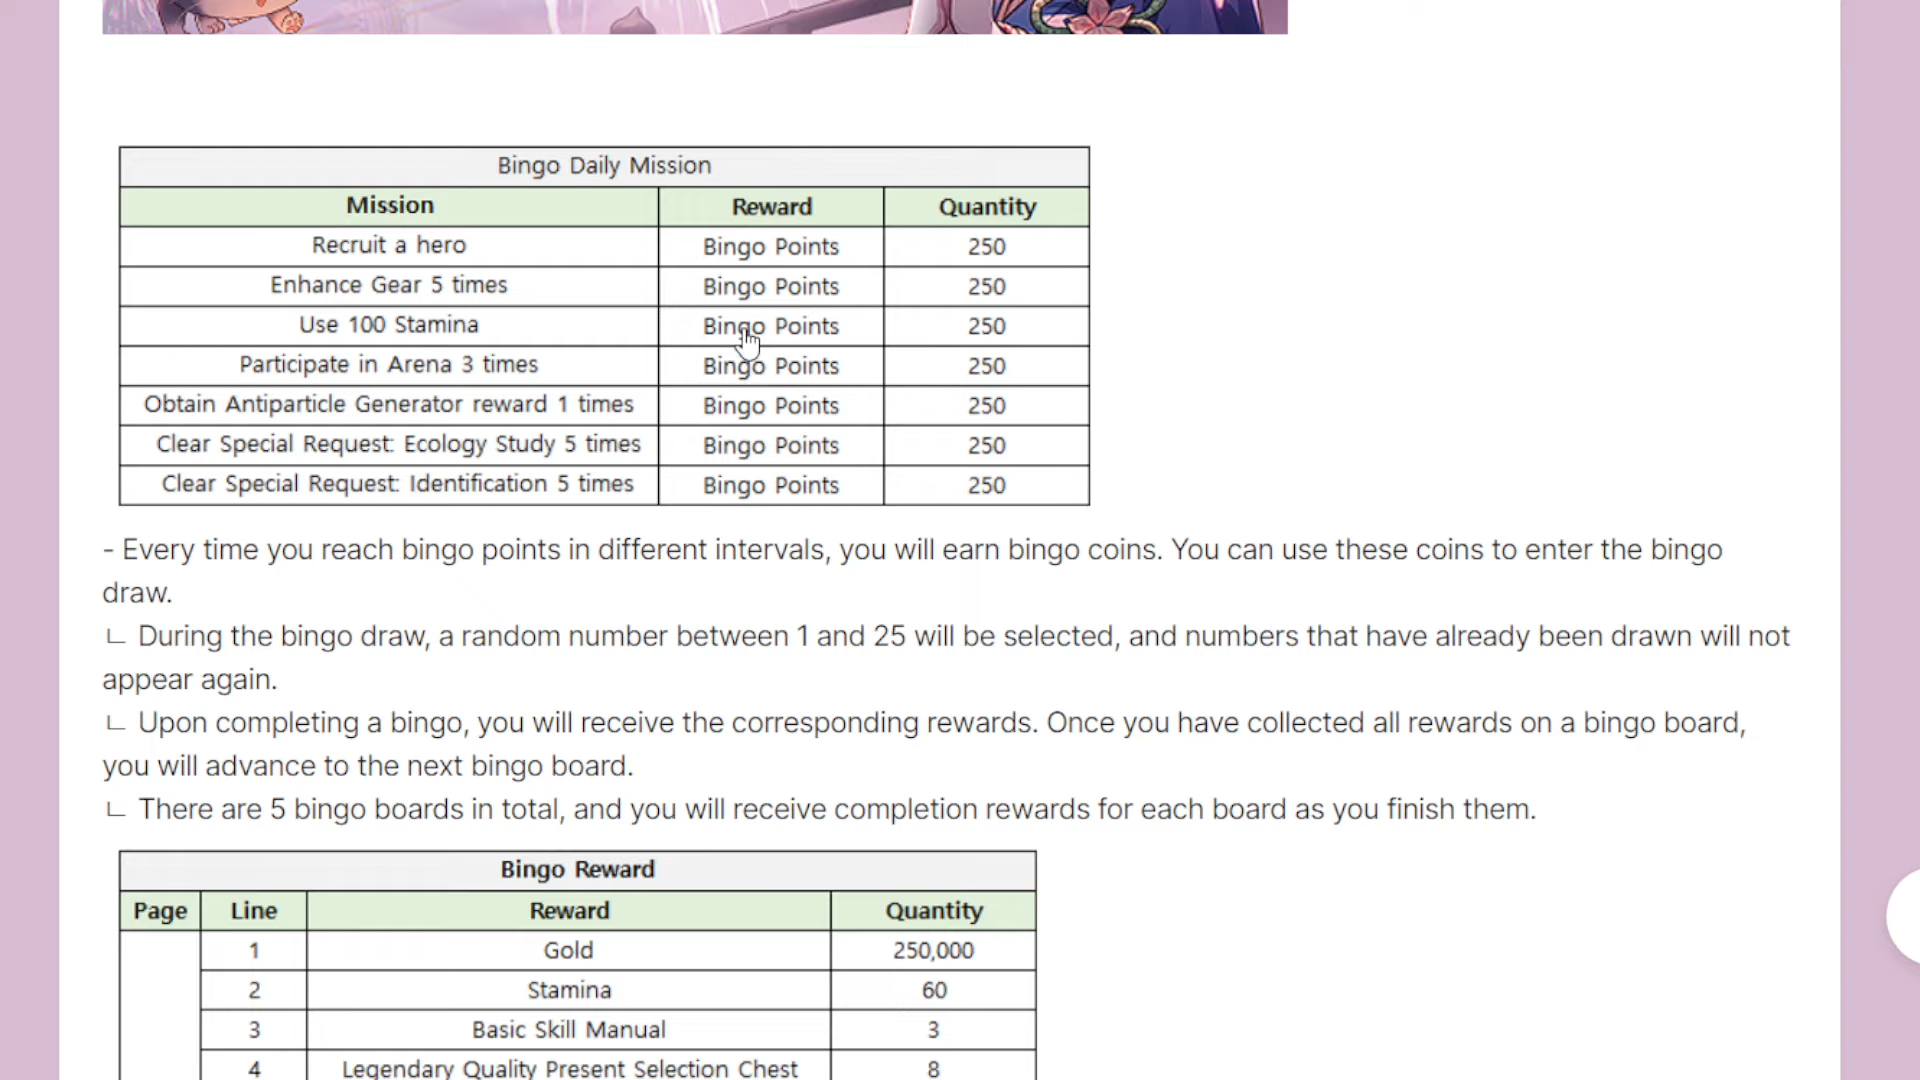 Bingo Daily Mission
Mission Reward Quantity
Recruit a hero Bingo Points 250
Enhance Gear 5 times Bingo Points 250
Use 100 Stamina Bingo Points 250
Participate in Arena 3 times Bingo Points 250
Obtain Antiparticle Generator reward 1 times Bingo Points 250
Clear Special Request: Ecology Study 5 times Bingo Points 250
Clear Special Request: Identification 5 times Bingo Points 250
- Every time you reach bingo points in different intervals, you will earn bingo coins. You can use these coins to enter the bingo
draw.
ㄴ During the bingo draw, a random number between 1 and 25 will be selected, and numbers that have already been drawn will not
appear again.
ㄴ Upon completing a bingo, you will receive the corresponding rewards. Once you have collected all rewards on a bingo board,
you will advance to the next bingo board.
ㄴ There are 5 bingo boards in total, and you will receive completion rewards for each board as you finish them.
Bingo Reward
Page Line Reward Quantity
1 Gold 250,000
2 Stamina 60
3 Basic Skill Manual 3
4 Legendary Quality Present Selection Chest 8